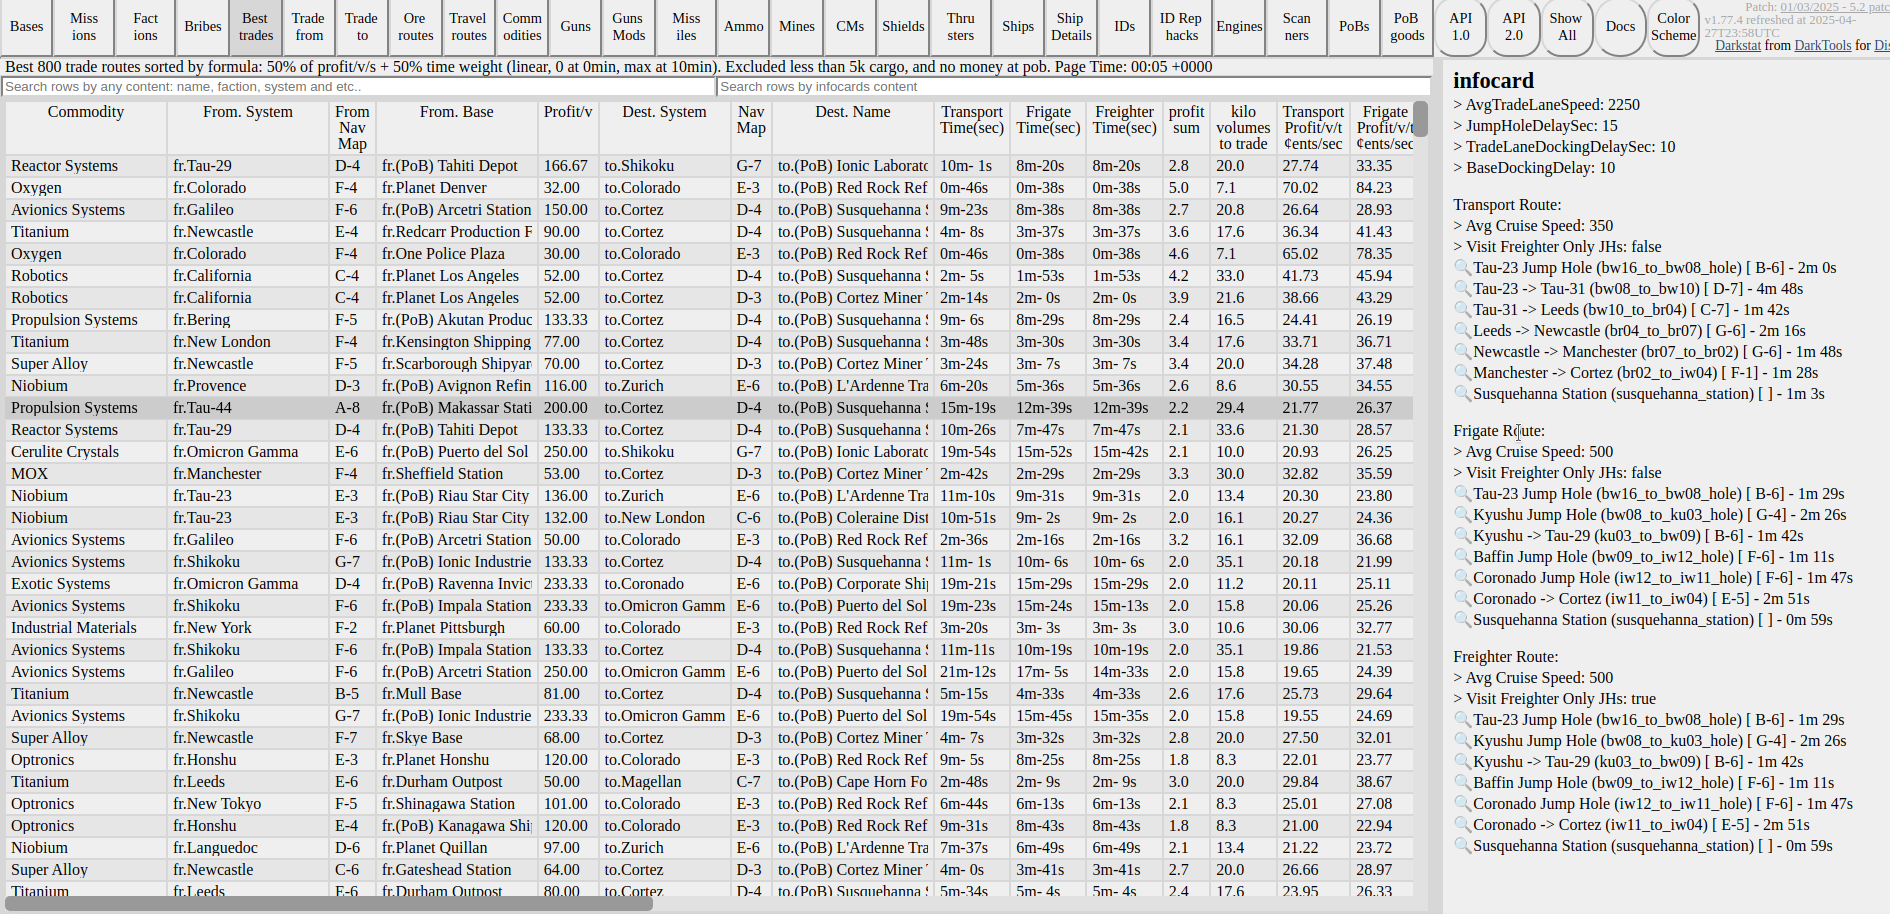 Bases Miss ions Fact ions Bribes Best trades Trade from Trade to Ore routes Travel routes Comm odities Guns Guns Mods Miss iles Ammo Mines CMs Shields Thru sters Ships Ship Details IDs ID Rep hacks Engines Scan ners PoBs PoB goods API 1.0 API 2.0 Show All Docs Color Scheme
Patch: 01/03/2025 - 5.2 patc
v1.77.4 refreshed at 2025-04-
27T23:58UTC
Darkstat from DarkTools for Dis
Best 800 trade routes sorted by formula: 50% of profit/v/s + 50% time weight (linear, 0 at 0min, max at 10min). Excluded less than 5k cargo, and no money at pob. Page Time: 00:05 +0000
Search rows by any content: name, faction, system and etc.. Search rows by infocards content
Commodity From. System From Nav Map From. Base Profit/v Dest. System Nav Map Dest. Name Transport Time(sec) Frigate Time(sec) Freighter Time(sec) profit sum kilo volumes to trade Transport Profit/v/t ¢ents/sec Frigate Profit/v/t ¢ents/sec
Reactor Systems fr.Tau-29 D-4 fr.(PoB) Tahiti Depot 166.67 to.Shikoku G-7 to.(PoB) Ionic Laborato 10m- 1s 8m-20s 8m-20s 2.8 20.0 27.74 33.35
Oxygen fr.Colorado F-4 fr.Planet Denver 32.00 to.Colorado E-3 to.(PoB) Red Rock Ref 0m-46s 0m-38s 0m-38s 5.0 7.1 70.02 84.23
Avionics Systems fr.Galileo F-6 fr.(PoB) Arcetri Station 150.00 to.Cortez D-4 to.(PoB) Susquehanna S 9m-23s 8m-38s 8m-38s 2.7 20.8 26.64 28.93
Titanium fr.Newcastle E-4 fr.Redcarr Production F 90.00 to.Cortez D-4 to.(PoB) Susquehanna S 4m- 8s 3m-37s 3m-37s 3.6 17.6 36.34 41.43
Oxygen fr.Colorado F-4 fr.One Police Plaza 30.00 to.Colorado E-3 to.(PoB) Red Rock Ref 0m-46s 0m-38s 0m-38s 4.6 7.1 65.02 78.35
Robotics fr.California C-4 fr.Planet Los Angeles 52.00 to.Cortez D-4 to.(PoB) Susquehanna S 2m- 5s 1m-53s 1m-53s 4.2 33.0 41.73 45.94
Robotics fr.California C-4 fr.Planet Los Angeles 52.00 to.Cortez D-3 to.(PoB) Cortez Miner T 2m-14s 2m- 0s 2m- 0s 3.9 21.6 38.66 43.29
Propulsion Systems fr.Bering F-5 fr.(PoB) Akutan Produc 133.33 to.Cortez D-4 to.(PoB) Susquehanna S 9m- 6s 8m-29s 8m-29s 2.4 16.5 24.41 26.19
Titanium fr.New London F-4 fr.Kensington Shipping 77.00 to.Cortez D-4 to.(PoB) Susquehanna S 3m-48s 3m-30s 3m-30s 3.4 17.6 33.71 36.71
Super Alloy fr.Newcastle F-5 fr.Scarborough Shipyar 70.00 to.Cortez D-3 to.(PoB) Cortez Miner T 3m-24s 3m- 7s 3m- 7s 3.4 20.0 34.28 37.48
Niobium fr.Provence D-3 fr.(PoB) Avignon Refin 116.00 to.Zurich E-6 to.(PoB) L'Ardenne Tra 6m-20s 5m-36s 5m-36s 2.6 8.6 30.55 34.55
Propulsion Systems fr.Tau-44 A-8 fr.(PoB) Makassar Stati 200.00 to.Cortez D-4 to.(PoB) Susquehanna S 15m-19s 12m-39s 12m-39s 2.2 29.4 21.77 26.37
Reactor Systems fr.Tau-29 D-4 fr.(PoB) Tahiti Depot 133.33 to.Cortez D-4 to.(PoB) Susquehanna S 10m-26s 7m-47s 7m-47s 2.1 33.6 21.30 28.57
Cerulite Crystals fr.Omicron Gamma E-6 fr.(PoB) Puerto del Sol 250.00 to.Shikoku G-7 to.(PoB) Ionic Laborato 19m-54s 15m-52s 15m-42s 2.1 10.0 20.93 26.25
MOX fr.Manchester F-4 fr.Sheffield Station 53.00 to.Cortez D-3 to.(PoB) Cortez Miner T 2m-42s 2m-29s 2m-29s 3.3 30.0 32.82 35.59
Niobium fr.Tau-23 E-3 fr.(PoB) Riau Star City 136.00 to.Zurich E-6 to.(PoB) L'Ardenne Tra 11m-10s 9m-31s 9m-31s 2.0 13.4 20.30 23.80
Niobium fr.Tau-23 E-3 fr.(PoB) Riau Star City 132.00 to.New London C-6 to.(PoB) Coleraine Dist 10m-51s 9m- 2s 9m- 2s 2.0 16.1 20.27 24.36
Avionics Systems fr.Galileo F-6 fr.(PoB) Arcetri Station 50.00 to.Colorado E-3 to.(PoB) Red Rock Ref 2m-36s 2m-16s 2m-16s 3.2 16.1 32.09 36.68
Avionics Systems fr.Shikoku G-7 fr.(PoB) Ionic Industrie 133.33 to.Cortez D-4 to.(PoB) Susquehanna S 11m- 1s 10m- 6s 10m- 6s 2.0 35.1 20.18 21.99
Exotic Systems fr.Omicron Gamma D-4 fr.(PoB) Ravenna Invic 233.33 to.Coronado E-6 to.(PoB) Corporate Ship 19m-21s 15m-29s 15m-29s 2.0 11.2 20.11 25.11
Avionics Systems fr.Shikoku F-6 fr.(PoB) Impala Station 233.33 to.Omicron Gamm E-6 to.(PoB) Puerto del Sol 19m-23s 15m-24s 15m-13s 2.0 15.8 20.06 25.26
Industrial Materials fr.New York F-2 fr.Planet Pittsburgh 60.00 to.Colorado E-3 to.(PoB) Red Rock Ref 3m-20s 3m- 3s 3m- 3s 3.0 10.6 30.06 32.77
Avionics Systems fr.Shikoku F-6 fr.(PoB) Impala Station 133.33 to.Cortez D-4 to.(PoB) Susquehanna S 11m-11s 10m-19s 10m-19s 2.0 35.1 19.86 21.53
Avionics Systems fr.Galileo F-6 fr.(PoB) Arcetri Station 250.00 to.Omicron Gamm E-6 to.(PoB) Puerto del Sol 21m-12s 17m- 5s 14m-33s 2.0 15.8 19.65 24.39
Titanium fr.Newcastle B-5 fr.Mull Base 81.00 to.Cortez D-4 to.(PoB) Susquehanna S 5m-15s 4m-33s 4m-33s 2.6 17.6 25.73 29.64
Avionics Systems fr.Shikoku G-7 fr.(PoB) Ionic Industrie 233.33 to.Omicron Gamm E-6 to.(PoB) Puerto del Sol 19m-54s 15m-45s 15m-35s 2.0 15.8 19.55 24.69
Super Alloy fr.Newcastle F-7 fr.Skye Base 68.00 to.Cortez D-3 to.(PoB) Cortez Miner T 4m- 7s 3m-32s 3m-32s 2.8 20.0 27.50 32.01
Optronics fr.Honshu E-3 fr.Planet Honshu 120.00 to.Colorado E-3 to.(PoB) Red Rock Ref 9m- 5s 8m-25s 8m-25s 1.8 8.3 22.01 23.77
Titanium fr.Leeds E-6 fr.Durham Outpost 50.00 to.Magellan C-7 to.(PoB) Cape Horn Fo 2m-48s 2m- 9s 2m- 9s 3.0 20.0 29.84 38.67
Optronics fr.New Tokyo F-5 fr.Shinagawa Station 101.00 to.Colorado E-3 to.(PoB) Red Rock Ref 6m-44s 6m-13s 6m-13s 2.1 8.3 25.01 27.08
Optronics fr.Honshu E-4 fr.(PoB) Kanagawa Shi 120.00 to.Colorado E-3 to.(PoB) Red Rock Ref 9m-31s 8m-43s 8m-43s 1.8 8.3 21.00 22.94
Niobium fr.Languedoc D-6 fr.Planet Quillan 97.00 to.Zurich E-6 to.(PoB) L'Ardenne Tra 7m-37s 6m-49s 6m-49s 2.1 13.4 21.22 23.72
Super Alloy fr.Newcastle C-6 fr.Gateshead Station 64.00 to.Cortez D-3 to.(PoB) Cortez Miner T 4m- 0s 3m-41s 3m-41s 2.7 20.0 26.66 28.97
Titanium fr.Leeds E-6 fr.Durham Outpost 80.00 to.Cortez D-4 to.(PoB) Susquehanna S 5m-34s 5m- 4s 5m- 4s 2.4 17.6 23.95 26.33
infocard
> AvgTradeLaneSpeed: 2250
> JumpHoleDelaySec: 15
> TradeLaneDockingDelaySec: 10
> BaseDockingDelay: 10
Transport Route:
> Avg Cruise Speed: 350
> Visit Freighter Only JHs: false
Tau-23 Jump Hole (bw16_to_bw08_hole) [ B-6] - 2m 0s
Tau-23 -> Tau-31 (bw08_to_bw10) [ D-7] - 4m 48s
Tau-31 -> Leeds (bw10_to_br04) [ C-7] - 1m 42s
Leeds -> Newcastle (br04_to_br07) [ G-6] - 2m 16s
Newcastle -> Manchester (br07_to_br02) [ G-6] - 1m 48s
Manchester -> Cortez (br02_to_iw04) [ F-1] - 1m 28s
Susquehanna Station (susquehanna_station) [ ] - 1m 3s
Frigate Route:
> Avg Cruise Speed: 500
> Visit Freighter Only JHs: false
Tau-23 Jump Hole (bw16_to_bw08_hole) [ B-6] - 1m 29s
Kyushu Jump Hole (bw08_to_ku03_hole) [ G-4] - 2m 26s
Kyushu -> Tau-29 (ku03_to_bw09) [ B-6] - 1m 42s
Baffin Jump Hole (bw09_to_iw12_hole) [ F-6] - 1m 11s
Coronado Jump Hole (iw12_to_iw11_hole) [ F-6] - 1m 47s
Coronado -> Cortez (iw11_to_iw04) [ E-5] - 2m 51s
Susquehanna Station (susquehanna_station) [ ] - 0m 59s
Freighter Route:
> Avg Cruise Speed: 500
> Visit Freighter Only JHs: true
Tau-23 Jump Hole (bw16_to_bw08_hole) [ B-6] - 1m 29s
Kyushu Jump Hole (bw08_to_ku03_hole) [ G-4] - 2m 26s
Kyushu -> Tau-29 (ku03_to_bw09) [ B-6] - 1m 42s
Baffin Jump Hole (bw09_to_iw12_hole) [ F-6] - 1m 11s
Coronado Jump Hole (iw12_to_iw11_hole) [ F-6] - 1m 47s
Coronado -> Cortez (iw11_to_iw04) [ E-5] - 2m 51s
Susquehanna Station (susquehanna_station) [ ] - 0m 59s